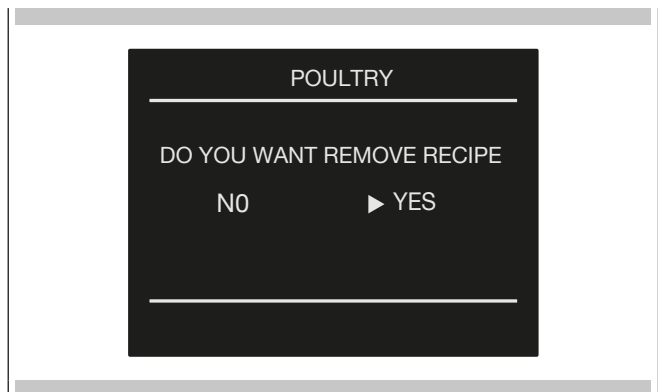 POULTRY
DO YOU WANT REMOVE RECIPE
N0 ▶ YES